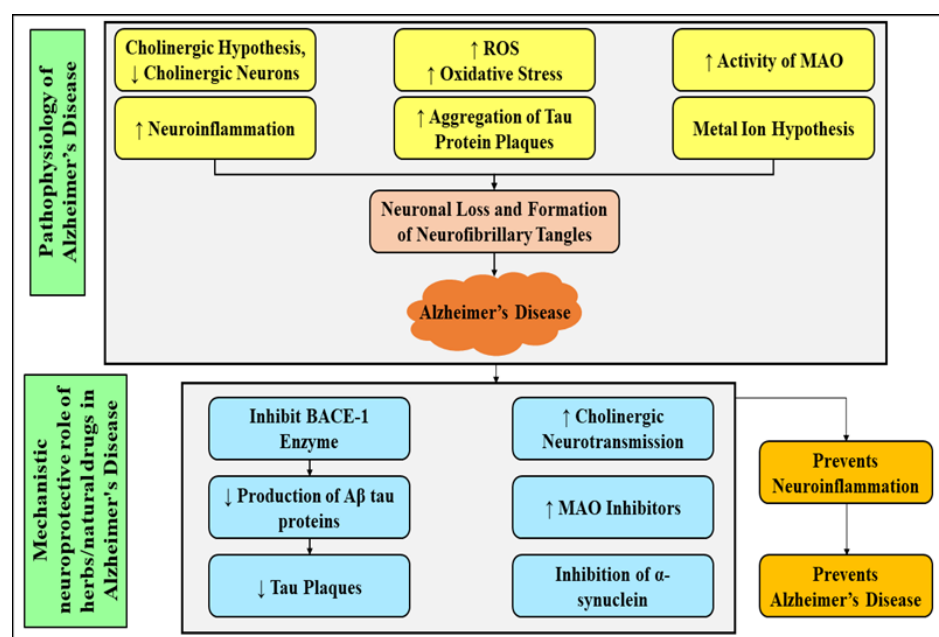 Pathophysiology of
Alzheimer's Disease
Cholinergic Hypothesis,
↓ Cholinergic Neurons
↑ ROS
↑ Oxidative Stress
↑ Activity of MAO
↑ Neuroinflammation
↑ Aggregation of Tau
Protein Plaques
Metal Ion Hypothesis
Neuronal Loss and Formation
of Neurofibrillary Tangles
Alzheimer's Disease
Mechanistic
neuroprotective role of
herbs/natural drugs in
Alzheimer's Disease
Inhibit BACE-1
Enzyme
↓ Production of Aβ tau
proteins
↓ Tau Plaques
↑ Cholinergic
Neurotransmission
↑ MAO Inhibitors
Inhibition of α-
synuclein
Prevents
Neuroinflammation
Prevents
Alzheimer's Disease